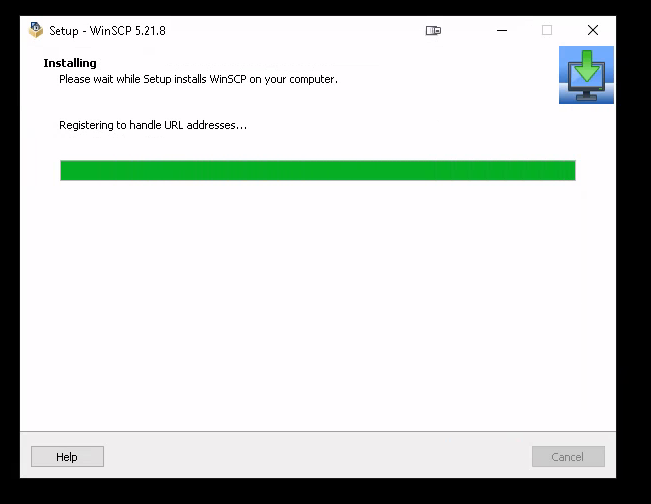 Setup - WinSCP 5.21.8
Installing
Please wait while Setup installs WinSCP on your computer.
Registering to handle URL addresses...
Help
Cancel